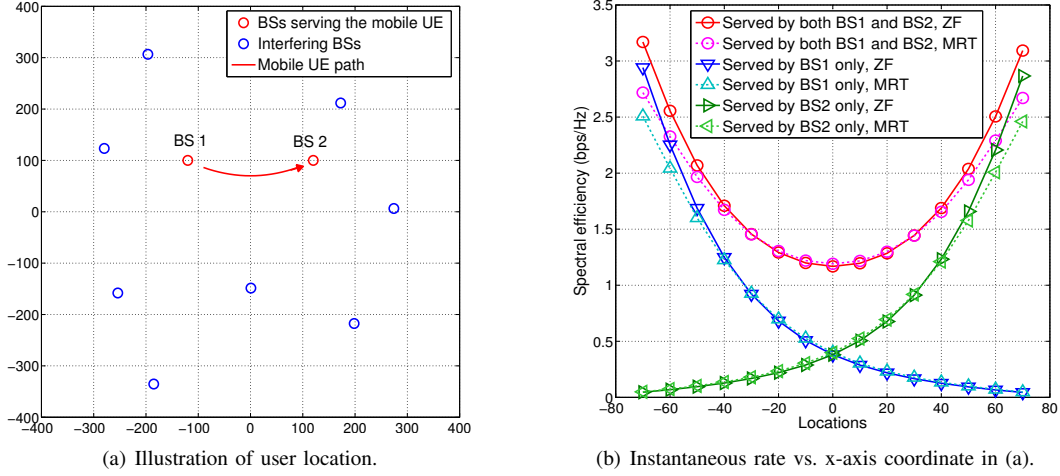 BSs serving the mobile UE
Interfering BSs
Mobile UE path
BS 1
BS 2
400
300
200
100
0
−100
−200
−300
−400
−400
−300
−200
−100
0
100
200
300
400
(a) Illustration of user location.
Served by both BS1 and BS2, ZF
Served by both BS1 and BS2, MRT
Served by BS1 only, ZF
Served by BS1 only, MRT
Served by BS2 only, ZF
Served by BS2 only, MRT
Spectral efficiency (bps/Hz)
3.5
3
2.5
2
1.5
1
0.5
0
−80
−60
−40
−20
0
20
40
60
80
Locations
(b) Instantaneous rate vs. x-axis coordinate in (a).